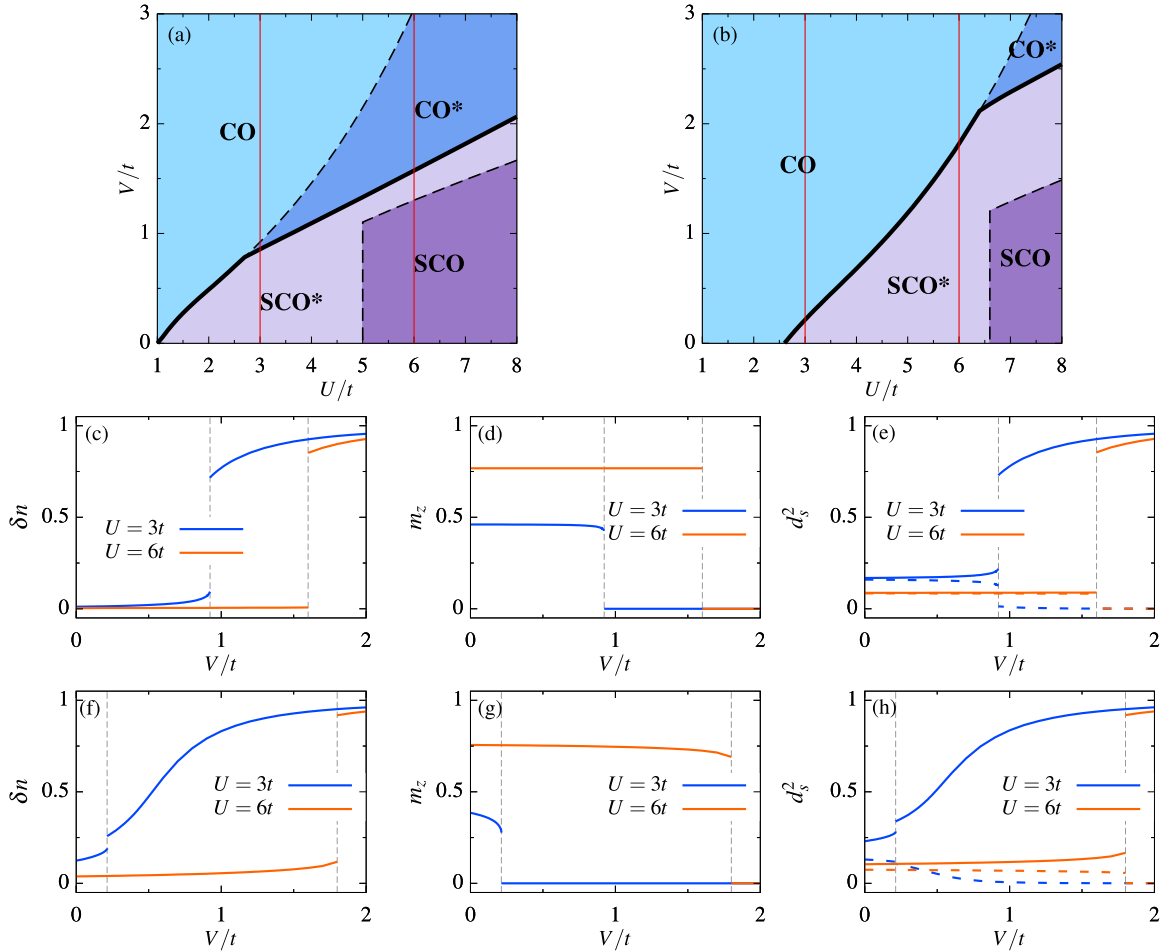 (a)
CO
CO*
SCO*
SCO
V/t
3
2
1
0
1 2 3 4 5 6 7 8
U/t
(b)
CO
CO*
SCO*
SCO
V/t
3
2
1
0
1 2 3 4 5 6 7 8
U/t
(c)
δn
1
0.5
0
U = 3t
U = 6t
0 1 2
V/t
(d)
m_z
1
0.5
0
U = 3t
U = 6t
0 1 2
V/t
(e)
d_s^2
1
0.5
0
U = 3t
U = 6t
0 1 2
V/t
(f)
δn
1
0.5
0
U = 3t
U = 6t
0 1 2
V/t
(g)
m_z
1
0.5
0
U = 3t
U = 6t
0 1 2
V/t
(h)
d_s^2
1
0.5
0
U = 3t
U = 6t
0 1 2
V/t